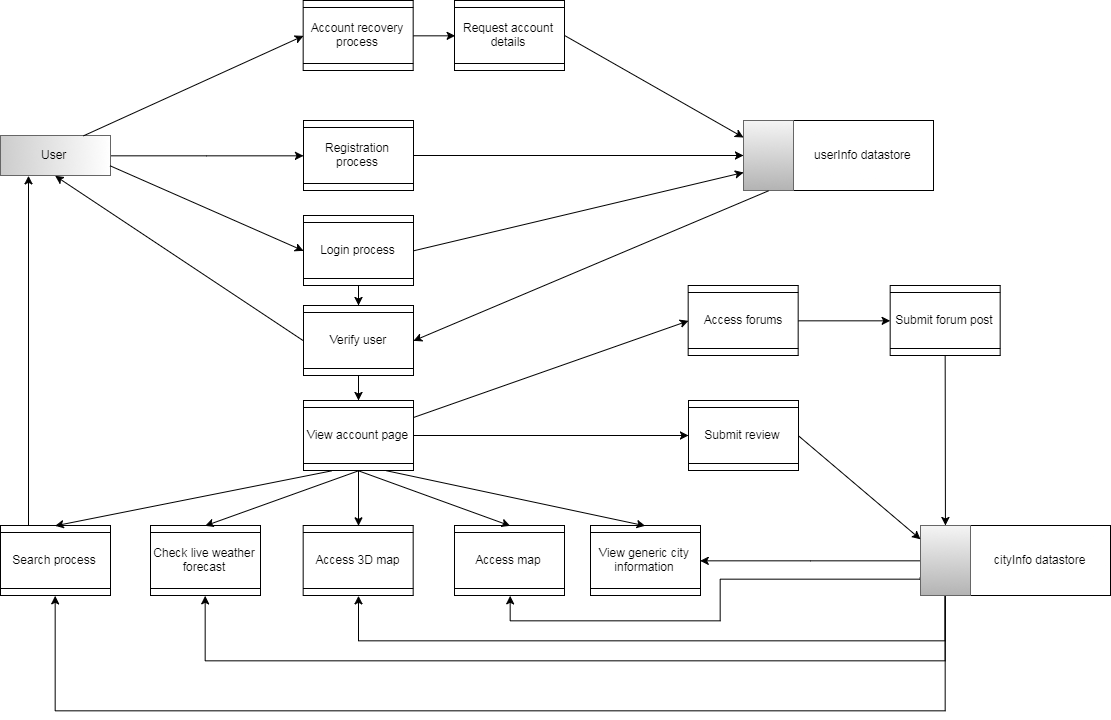 Account recovery
process
Request account
details
User
Registration
process
userInfo datastore
Login process
Verify user
Access forums
Submit forum post
View account page
Submit review
Search process
Check live weather
forecast
Access 3D map
Access map
View generic city
information
cityInfo datastore